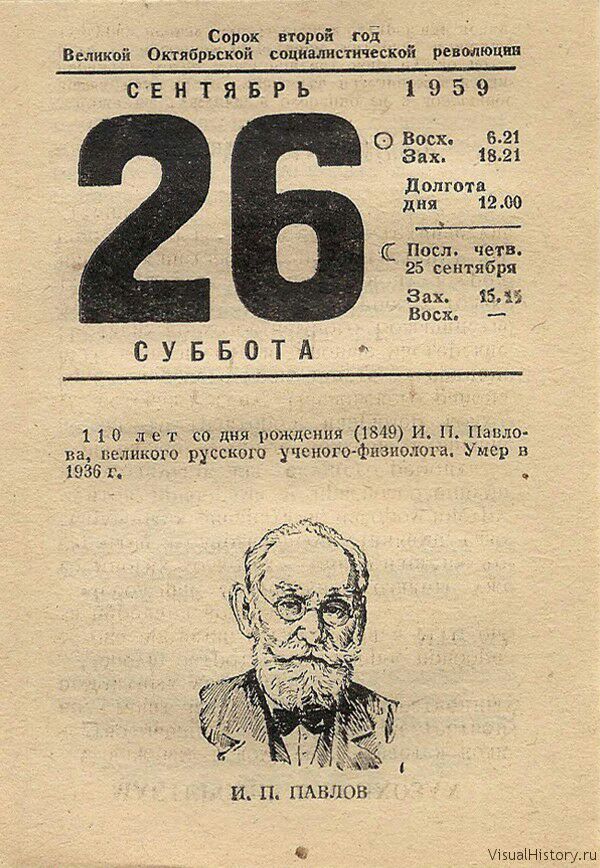 Сорок второй год
Великой Октябрьской социалистической революции
СЕНТЯБРЬ 1959
26
Восх. 6.21
Зах. 18.21
Долгота
дня 12.00
Посл. четв.
25 сентября
Зах. 15.15
Восх. —
СУББОТА
110 лет со дня рождения (1849) И. П. Павло-
ва, великого русского ученого-физиолога. Умер в
1936 г.
И. П. ПАВЛОВ
VisualHistory.ru